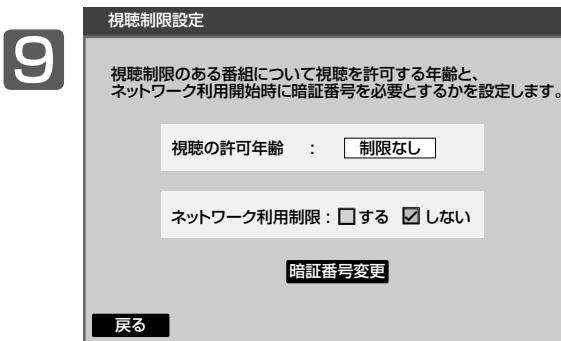 9
視聴制限設定
視聴制限のある番組について視聴を許可する年齢と、
ネットワーク利用開始時に暗証番号を必要とするかを設定します。
視聴の許可年齢 : 制限なし
ネットワーク利用制限 : する しない
暗証番号変更
戻る